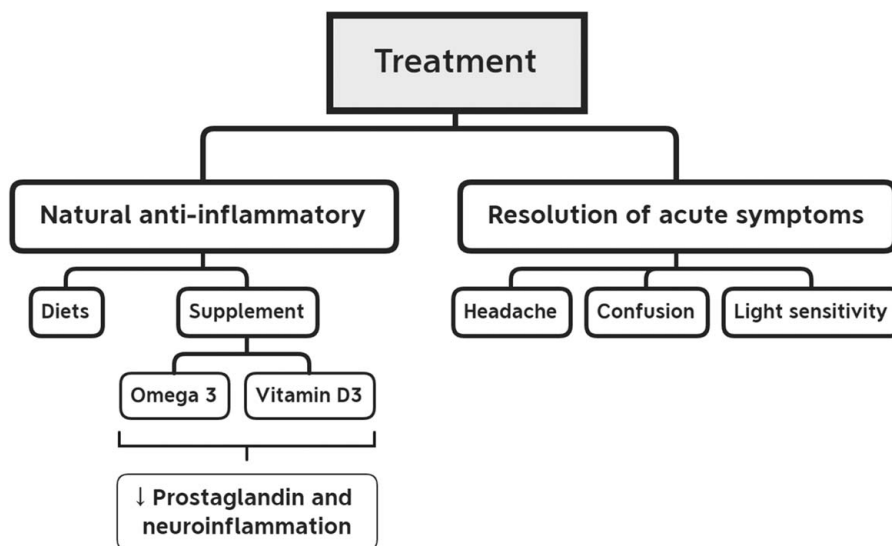 Treatment
Natural anti-inflammatory
Resolution of acute symptoms
Diets
Supplement
Headache
Confusion
Light sensitivity
Omega 3
Vitamin D3
↓ Prostaglandin and
neuroinflammation